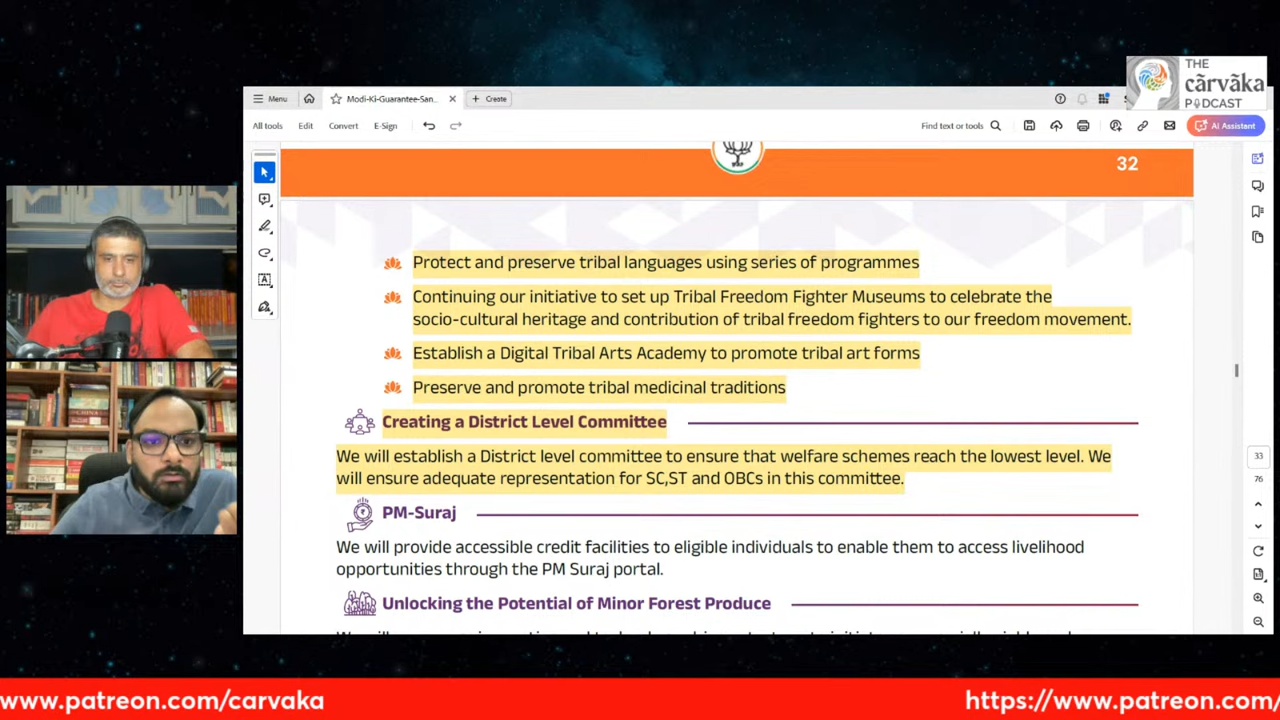 THE
cārvāka
PODCAST
Menu
Modi-Ki-Guarantee-San...
Create
All tools
Edit
Convert
E-Sign
Find text or tools
AI Assistant
32
Protect and preserve tribal languages using series of programmes
Continuing our initiative to set up Tribal Freedom Fighter Museums to celebrate the
socio-cultural heritage and contribution of tribal freedom fighters to our freedom movement.
Establish a Digital Tribal Arts Academy to promote tribal art forms
Preserve and promote tribal medicinal traditions
Creating a District Level Committee
We will establish a District level committee to ensure that welfare schemes reach the lowest level. We
will ensure adequate representation for SC,ST and OBCs in this committee.
PM-Suraj
We will provide accessible credit facilities to eligible individuals to enable them to access livelihood
opportunities through the PM Suraj portal.
Unlocking the Potential of Minor Forest Produce
33
76
www.patreon.com/carvaka
https://www.patreon.com/